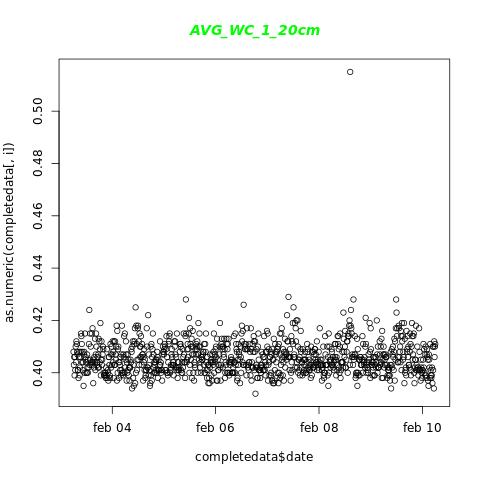 AVG_WC_1_20cm
as.numeric(completedata[, i])
0.50
0.48
0.46
0.44
0.42
0.40
feb 04
feb 06
feb 08
feb 10
completedata$date